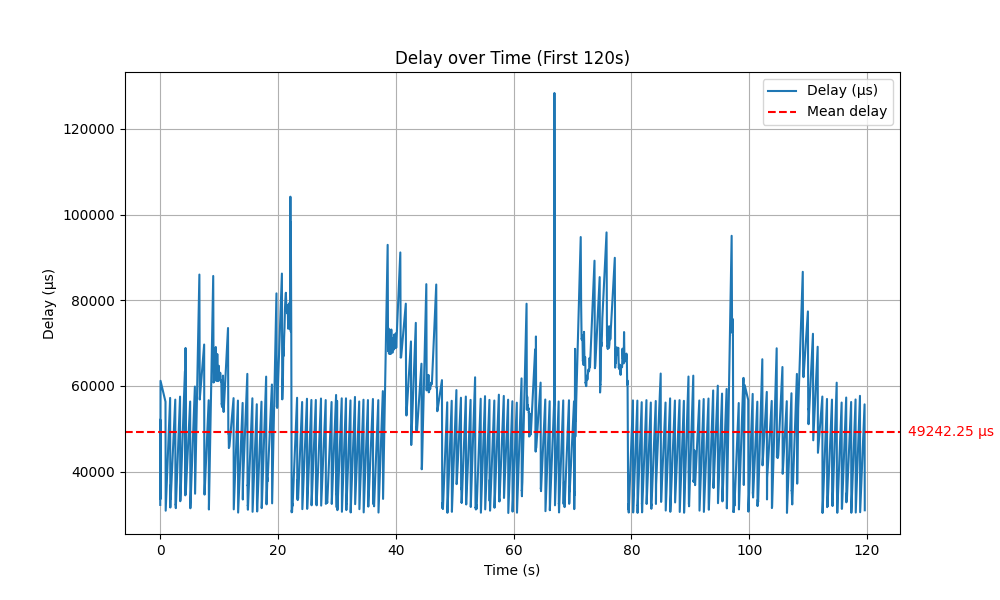 Delay over Time (First 120s)
Delay (µs)
Mean delay
120000
100000
80000
60000
40000
Delay (µs)
49242.25 µs
0 20 40 60 80 100 120
Time (s)